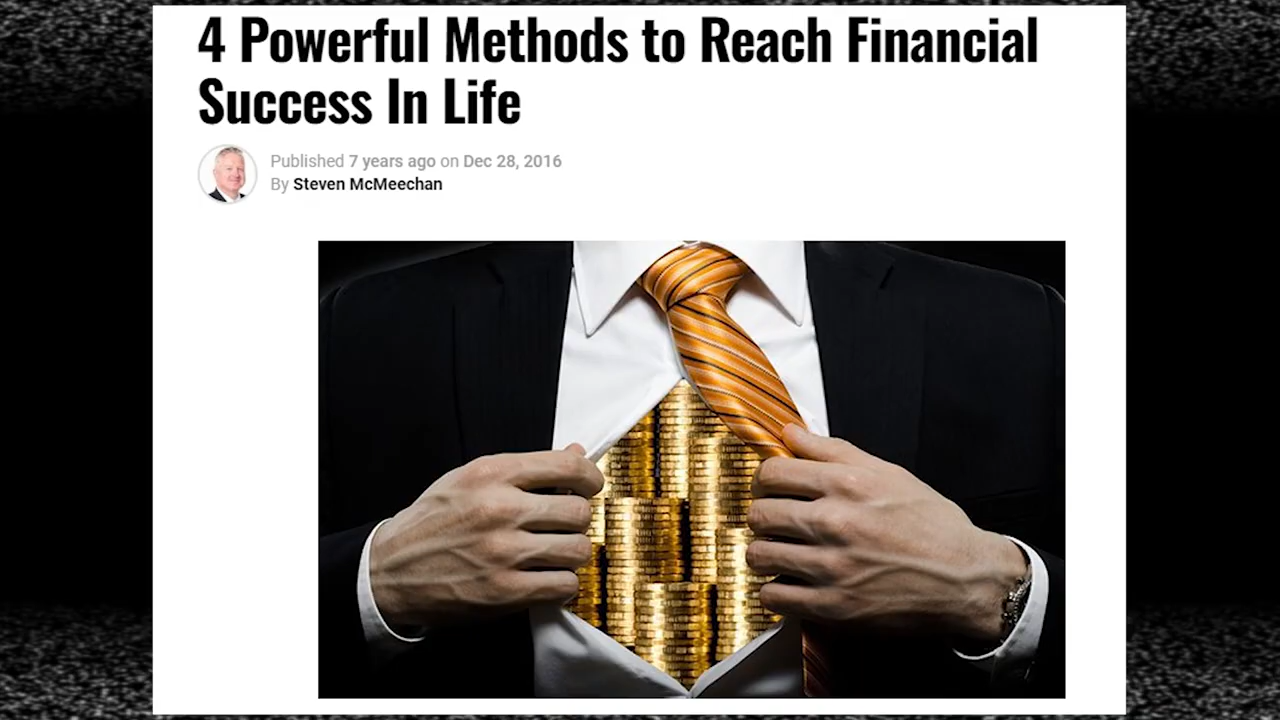 4 Powerful Methods to Reach Financial
Success In Life
Published 7 years ago on Dec 28, 2016
By Steven McMeechan